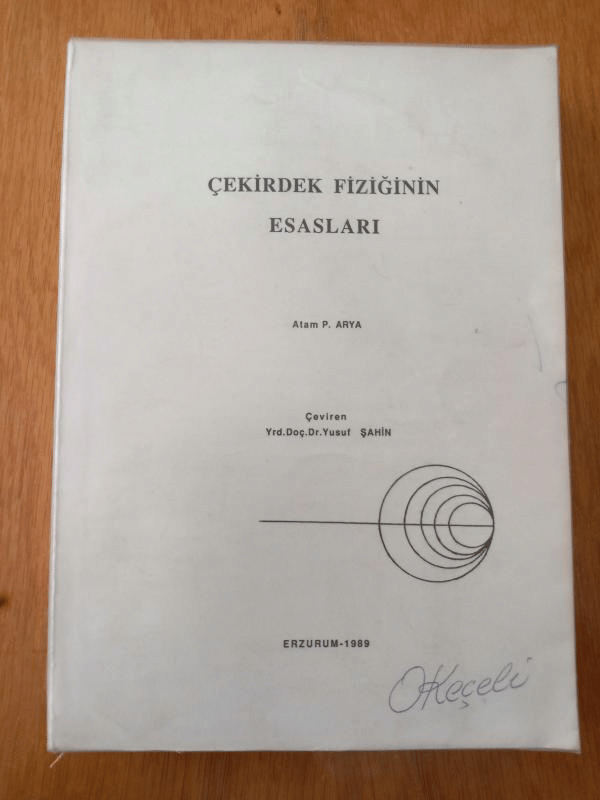 ÇEKİRDEK FİZİĞİNİN
ESASLARI
Atam P. ARYA
Çeviren
Yrd.Doç.Dr.Yusuf ŞAHİN
ERZURUM-1989
OKeçeli